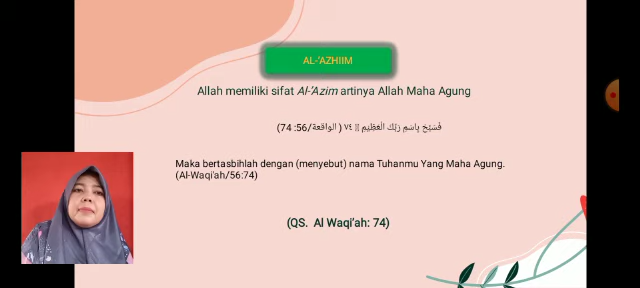 AL-'AZHIIM
Allah memiliki sifat Al-'Azim artinya Allah Maha Agung
فَسَبِّحْ بِاسْمِ رَبِّكَ الْعَظِيْمِ ࣖ ٧٤ ( الواقعة/56: 74)
Maka bertasbihlah dengan (menyebut) nama Tuhanmu Yang Maha Agung.
(Al-Waqi'ah/56:74)
(QS. Al Waqi'ah: 74)